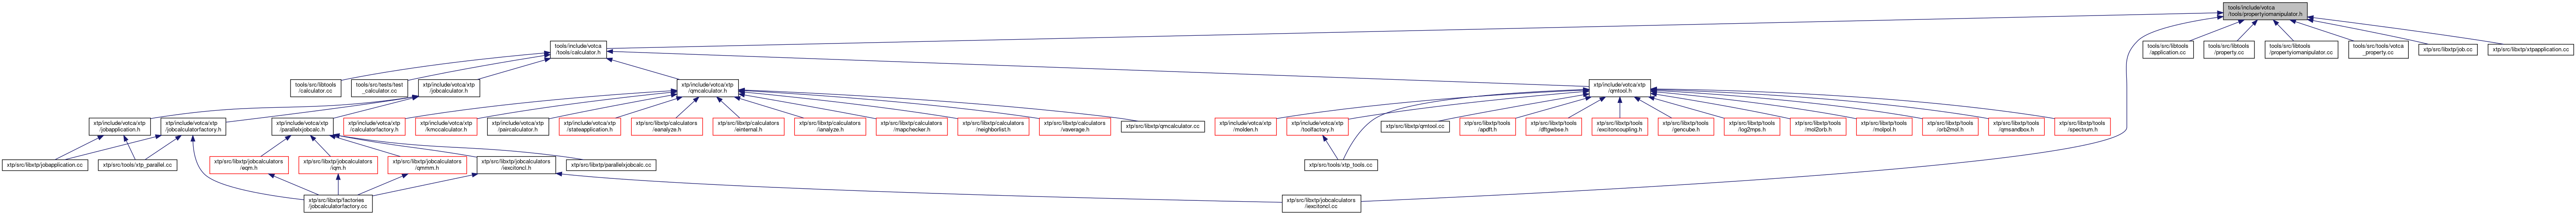 tools/include/votca
/tools/propertyiomanipulator.h
tools/include/votca
/tools/calculator.h
tools/src/libtools
/application.cc
tools/src/libtools
/property.cc
tools/src/libtools
/propertyiomanipulator.cc
tools/src/tools/votca
_property.cc
xtp/src/libxtp/job.cc
xtp/src/libxtp/xtpapplication.cc
tools/src/libtools
/calculator.cc
tools/src/tests/test
_calculator.cc
xtp/include/votca/xtp
/jobcalculator.h
xtp/include/votca/xtp
/qmcalculator.h
xtp/include/votca/xtp
/qmtool.h
xtp/include/votca/xtp
/jobapplication.h
xtp/include/votca/xtp
/jobcalculatorfactory.h
xtp/include/votca/xtp
/parallelxjobcalc.h
xtp/include/votca/xtp
/calculatorfactory.h
xtp/include/votca/xtp
/kmccalculator.h
xtp/include/votca/xtp
/paircalculator.h
xtp/include/votca/xtp
/stateapplication.h
xtp/src/libxtp/calculators
/eanalyze.h
xtp/src/libxtp/calculators
/einternal.h
xtp/src/libxtp/calculators
/ianalyze.h
xtp/src/libxtp/calculators
/mapchecker.h
xtp/src/libxtp/calculators
/neighborlist.h
xtp/src/libxtp/calculators
/vaverage.h
xtp/src/libxtp/qmcalculator.cc
xtp/src/libxtp/tools
/molden.h
xtp/include/votca/xtp
/toolfactory.h
xtp/src/libxtp/qmtool.cc
xtp/src/libxtp/tools
/apdft.h
xtp/src/libxtp/tools
/dftgwbse.h
xtp/src/libxtp/tools
/excitoncoupling.h
xtp/src/libxtp/tools
/gencube.h
xtp/src/libxtp/tools
/log2mps.h
xtp/src/libxtp/tools
/mol2orb.h
xtp/src/libxtp/tools
/molpol.h
xtp/src/libxtp/tools
/orb2mol.h
xtp/src/libxtp/tools
/qmsandbox.h
xtp/src/libxtp/tools
/spectrum.h
xtp/src/libxtp/jobapplication.cc
xtp/src/tools/xtp_parallel.cc
xtp/src/libxtp/jobcalculators
/eqm.h
xtp/src/libxtp/jobcalculators
/iqm.h
xtp/src/libxtp/jobcalculators
/qmmm.h
xtp/src/libxtp/jobcalculators
/iexcitoncl.h
xtp/src/libxtp/parallelxjobcalc.cc
xtp/src/tools/xtp_tools.cc
xtp/src/libxtp/factories
/jobcalculatorfactory.cc
xtp/src/libxtp/jobcalculators
/iexcitoncl.cc